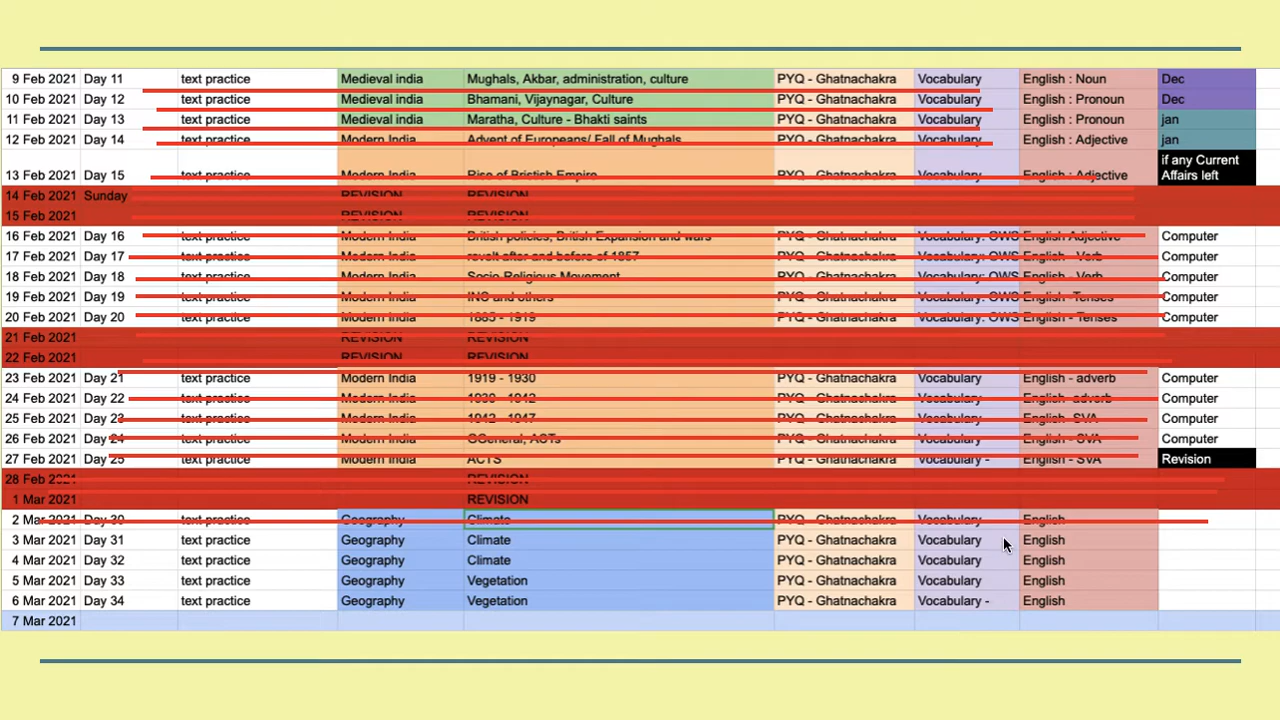 9 Feb 2021 Day 11 text practice Medieval india Mughals, Akbar, administration, culture PYQ - Ghatnachakra Vocabulary English : Noun Dec
10 Feb 2021 Day 12 text practice Medieval india Bhamani, Vijaynagar, Culture PYQ - Ghatnachakra Vocabulary English : Pronoun Dec
11 Feb 2021 Day 13 text practice Medieval india Maratha, Culture - Bhakti saints PYQ - Ghatnachakra Vocabulary English : Pronoun jan
12 Feb 2021 Day 14 text practice Modern India Advent of Europeans/ Fall of Mughals PYQ - Ghatnachakra Vocabulary English : Adjective jan
if any Current
13 Feb 2021 Day 15 text practice Modern India Rise of Bristish Empire PYQ - Ghatnachakra Vocabulary English : Adjective Affairs left
14 Feb 2021 Sunday REVISION REVISION
15 Feb 2021 REVISION REVISION
16 Feb 2021 Day 16 text practice Modern India British policies, British Expansion and wars PYQ - Ghatnachakra Vocabulary: OWS English Adjective Computer
17 Feb 2021 Day 17 text practice Modern India revolt after and before of 1857 PYQ - Ghatnachakra Vocabulary: OWS English - Verb Computer
18 Feb 2021 Day 18 text practice Modern India Socio Religious Movement PYQ - Ghatnachakra Vocabulary: OWS English - Verb Computer
19 Feb 2021 Day 19 text practice Modern India INC and others PYQ - Ghatnachakra Vocabulary: OWS English -Tenses Computer
20 Feb 2021 Day 20 text practice Modern India 1885 - 1919 PYQ - Ghatnachakra Vocabulary: OWS English - Tenses Computer
21 Feb 2021 REVISION REVISION
22 Feb 2021 REVISION REVISION
23 Feb 2021 Day 21 text practice Modern India 1919 - 1930 PYQ - Ghatnachakra Vocabulary English - adverb Computer
24 Feb 2021 Day 22 text practice Modern India 1930 - 1942 PYQ - Ghatnachakra Vocabulary English- adverb Computer
25 Feb 2021 Day 23 text practice Modern India 1942 - 1947 PYQ - Ghatnachakra Vocabulary English- SVA Computer
26 Feb 2021 Day 24 text practice Modern India GGeneral, ACTs PYQ - Ghatnachakra Vocabulary English - SVA Computer
27 Feb 2021 Day 25 text practice Modern India ACTS PYQ - Ghatnachakra Vocabulary - English - SVA Revision
28 Feb 2021 REVISION
1 Mar 2021 REVISION
2 Mar 2021 Day 30 text practice Geography Climate PYQ - Ghatnachakra Vocabulary English
3 Mar 2021 Day 31 text practice Geography Climate PYQ - Ghatnachakra Vocabulary English
4 Mar 2021 Day 32 text practice Geography Climate PYQ - Ghatnachakra Vocabulary English
5 Mar 2021 Day 33 text practice Geography Vegetation PYQ - Ghatnachakra Vocabulary English
6 Mar 2021 Day 34 text practice Geography Vegetation PYQ - Ghatnachakra Vocabulary - English
7 Mar 2021